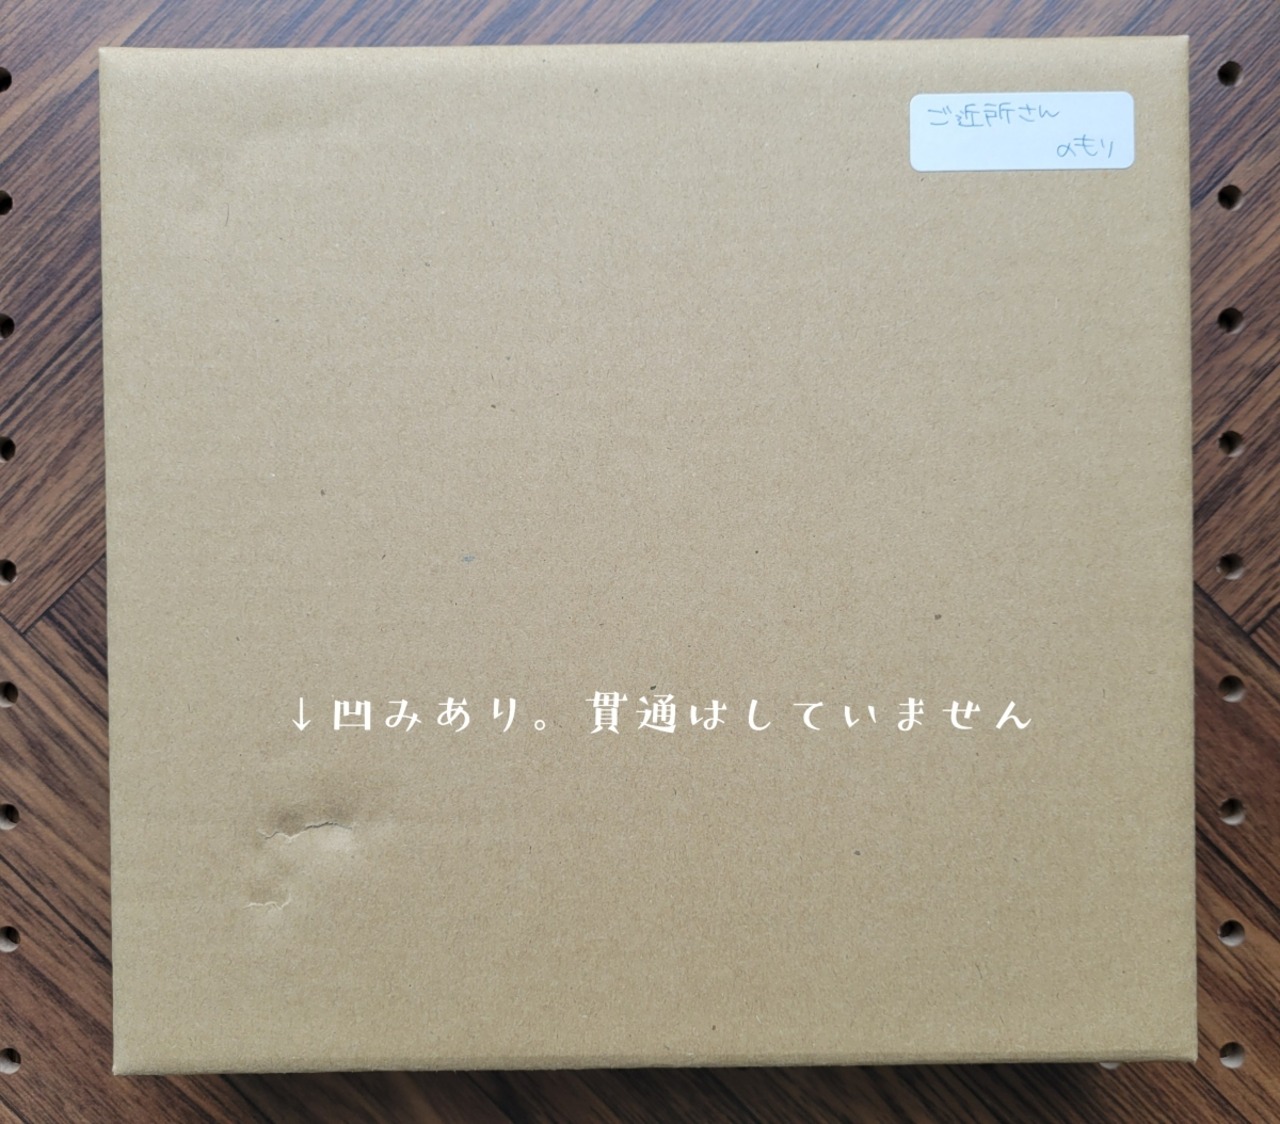 ご近所さん
のもり
↓凹みあり。貫通はしていません